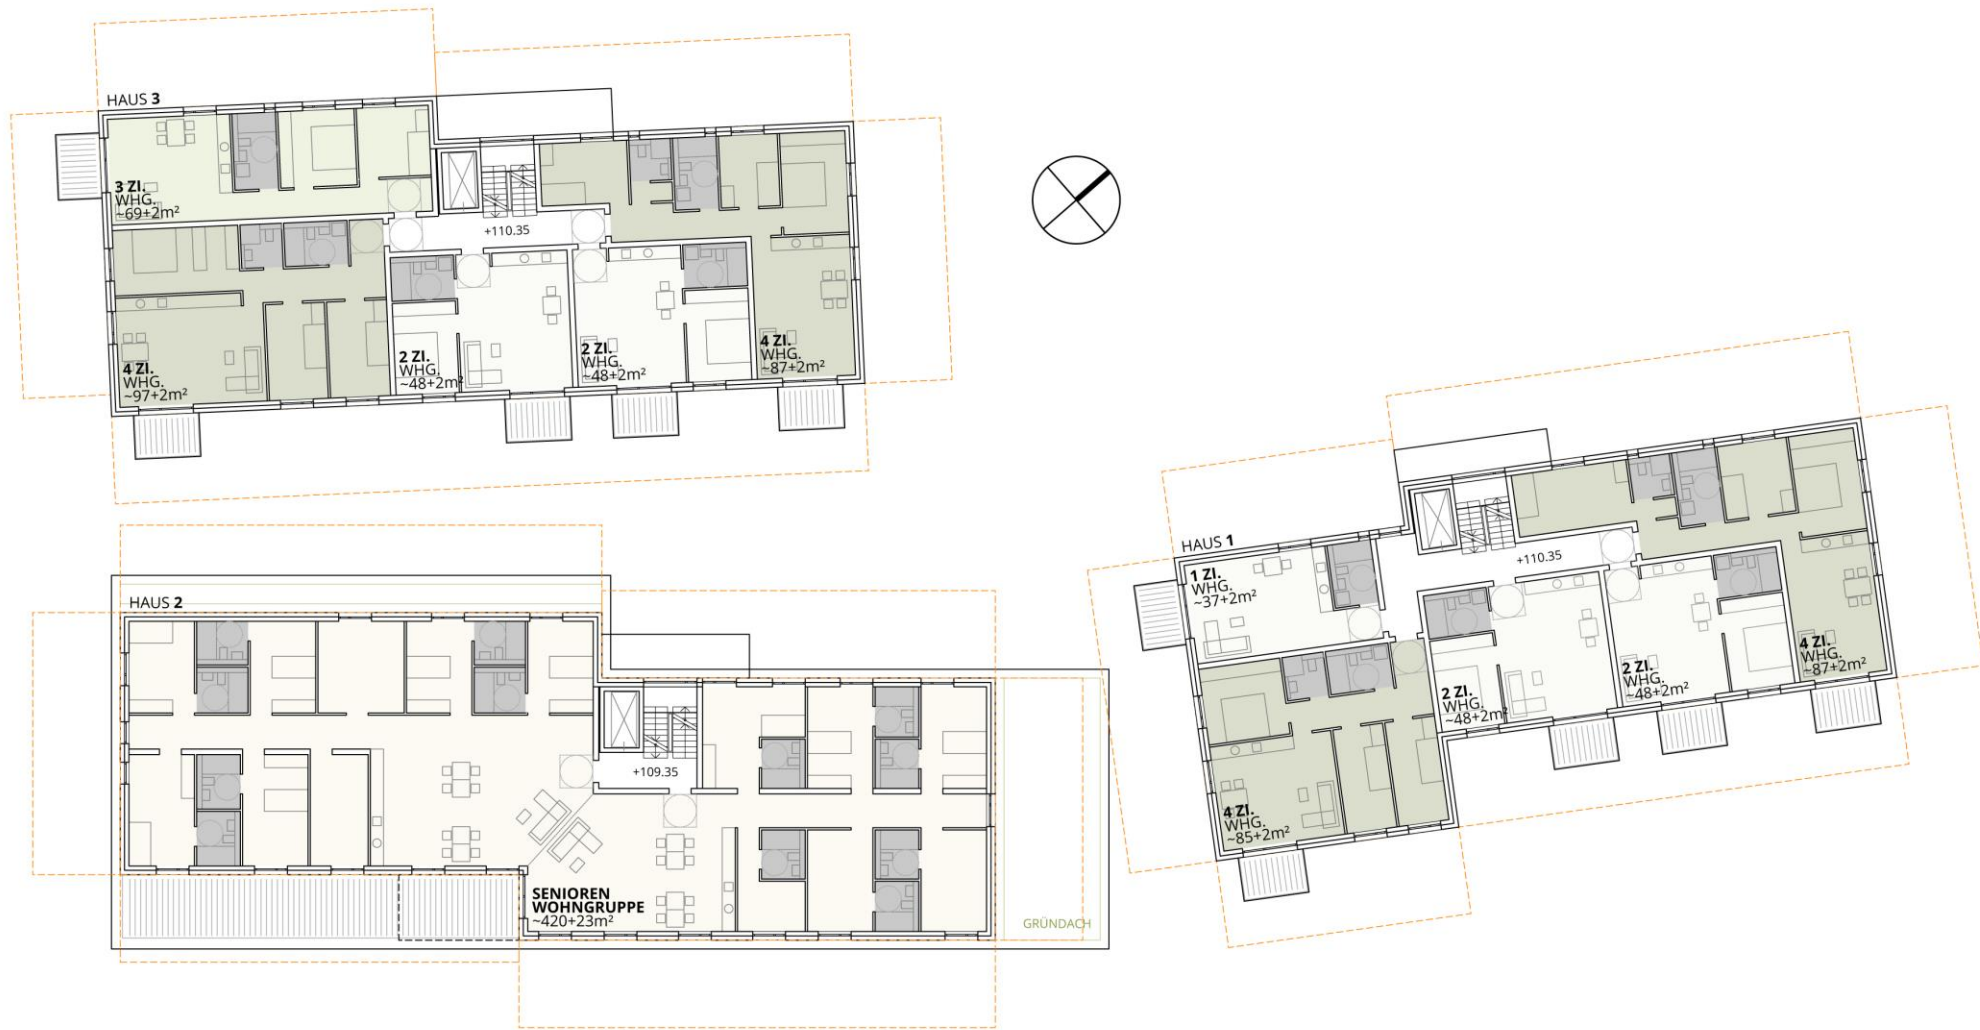 HAUS 3
3 ZI.
WHG.
~69+2m²
+110.35
4 ZI.
WHG.
~97+2m²
2 ZI.
WHG.
~48+2m²
2 ZI.
WHG.
~48+2m²
4 ZI.
WHG.
~87+2m²
HAUS 1
1 ZI.
WHG.
~37+2m²
+110.35
4 ZI.
WHG.
~85+2m²
2 ZI.
WHG.
~48+2m²
2 ZI.
WHG.
~48+2m²
4 ZI.
WHG.
~87+2m²
HAUS 2
+109.35
SENIOREN
WOHNGRUPPE
~420+23m²
GRÜNDACH